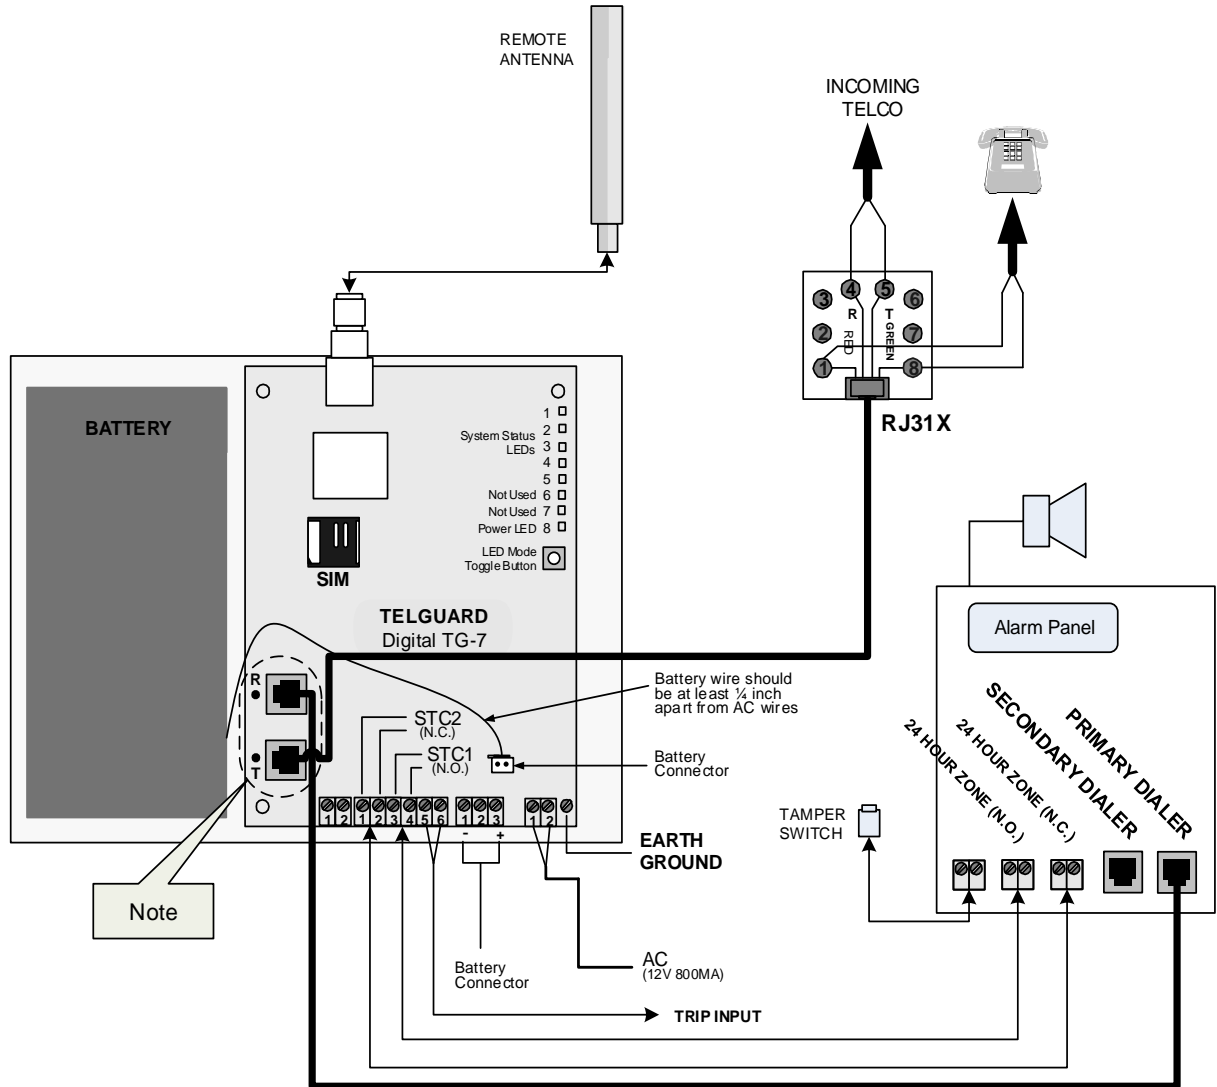 REMOTE
ANTENNA
INCOMING
TELCO
3
4
5
6
R
T
2
RED
GREEN
7
1
8
RJ31X
BATTERY
1
System Status
LEDs
2
3
4
5
Not Used 6
Not Used 7
Power LED 8
LED Mode
Toggle Button
SIM
TELGUARD
Digital TG-7
Alarm Panel
R
T
Battery wire should
be at least ¼ inch
apart from AC wires
STC2
(N.C.)
STC1
(N.O.)
Battery
Connector
24 HOUR ZONE (N.O.)
24 HOUR ZONE (N.C.)
SECONDARY DIALER
PRIMARY DIALER
1 2 1 2 3 4 5 6 1 2 3 1 2
- +
EARTH
GROUND
TAMPER
SWITCH
Note
Battery
Connector
AC
(12V 800MA)
TRIP INPUT